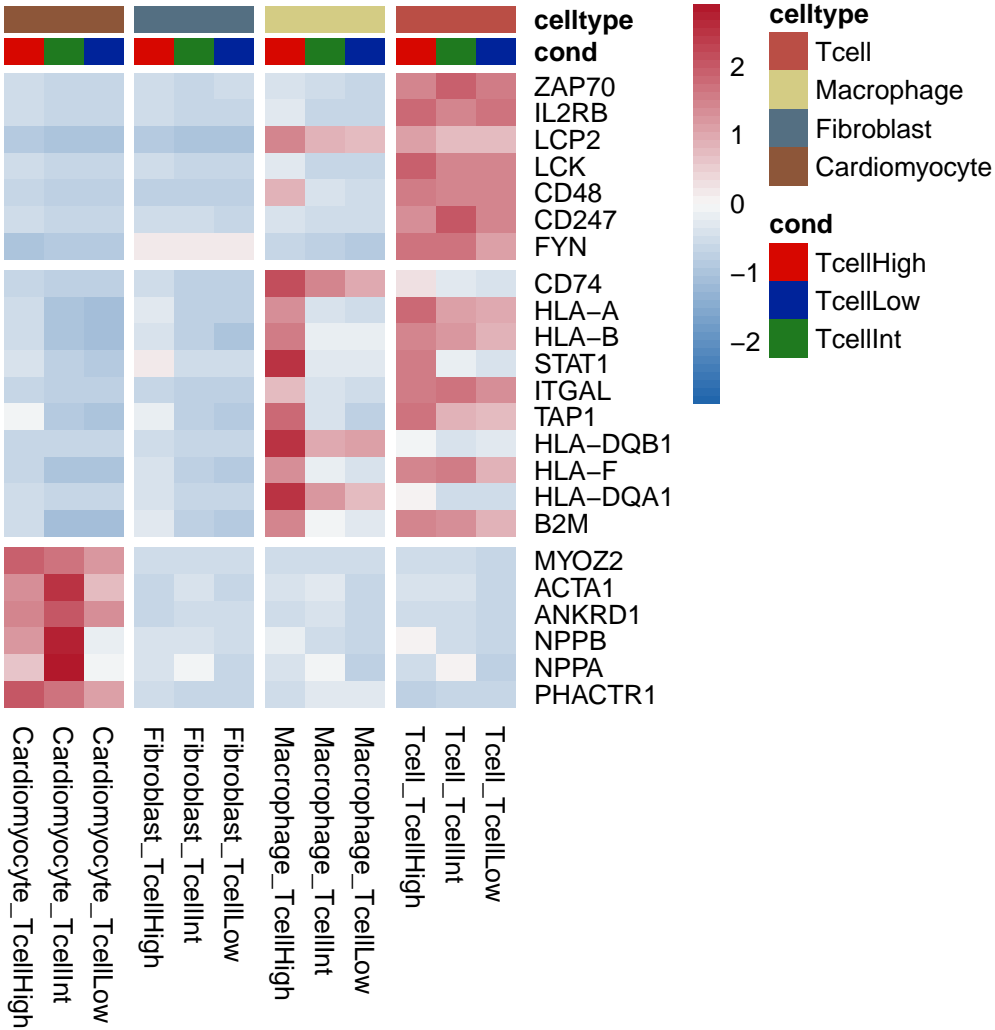 celltype
cond
ZAP70
IL2RB
LCP2
LCK
CD48
CD247
FYN
CD74
HLA−A
HLA−B
STAT1
ITGAL
TAP1
HLA−DQB1
HLA−F
HLA−DQA1
B2M
MYOZ2
ACTA1
ANKRD1
NPPB
NPPA
PHACTR1
Cardiomyocyte_TcellHigh
Cardiomyocyte_TcellInt
Cardiomyocyte_TcellLow
Fibroblast_TcellHigh
Fibroblast_TcellInt
Fibroblast_TcellLow
Macrophage_TcellHigh
Macrophage_TcellInt
Macrophage_TcellLow
Tcell_TcellHigh
Tcell_TcellInt
Tcell_TcellLow
2
1
0
−1
−2
celltype
Tcell
Macrophage
Fibroblast
Cardiomyocyte
cond
TcellHigh
TcellLow
TcellInt